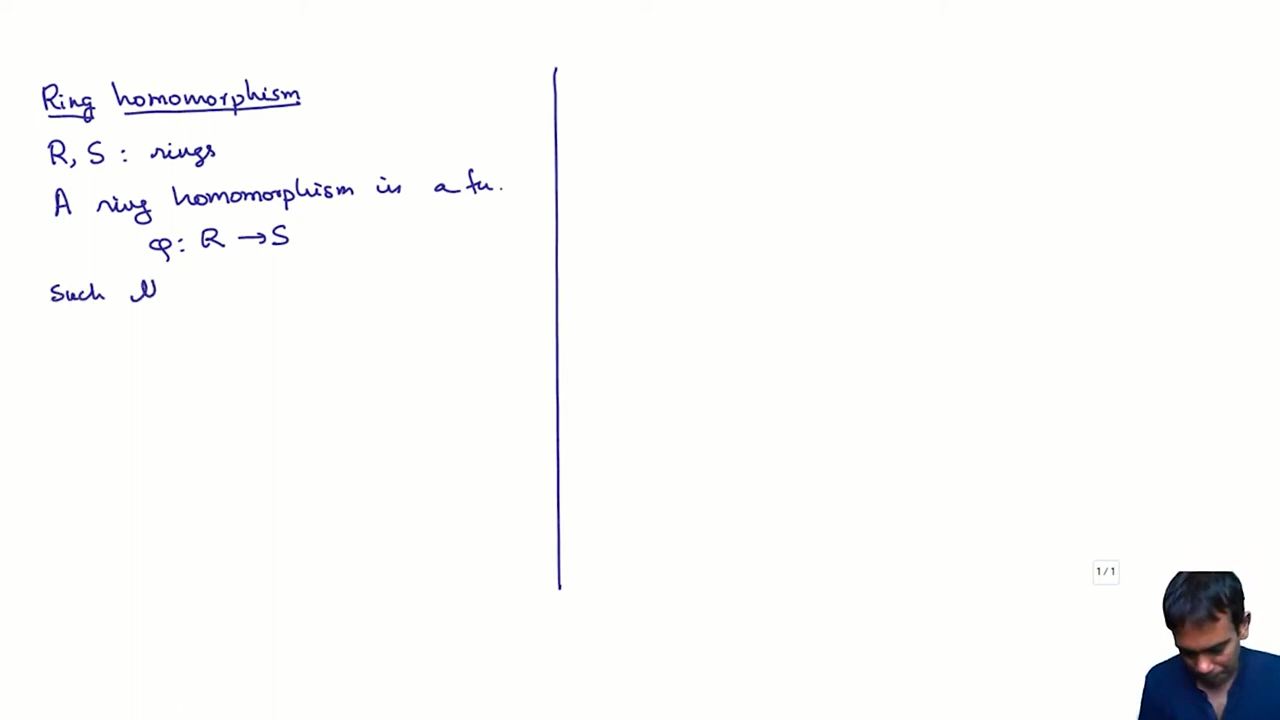 Ring homomorphism
R, S : rings
A ring homomorphism is a fn.
φ: R → S
Such
1/1